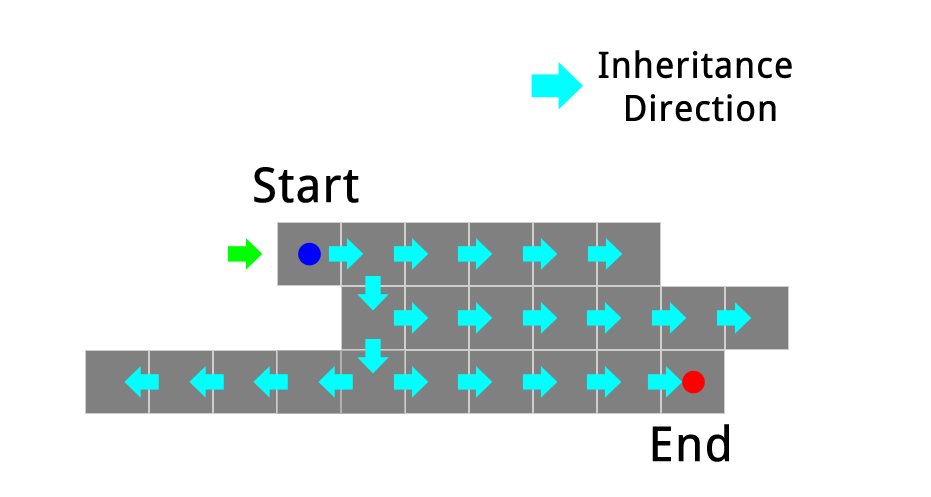 Inheritance
Direction
Start
End